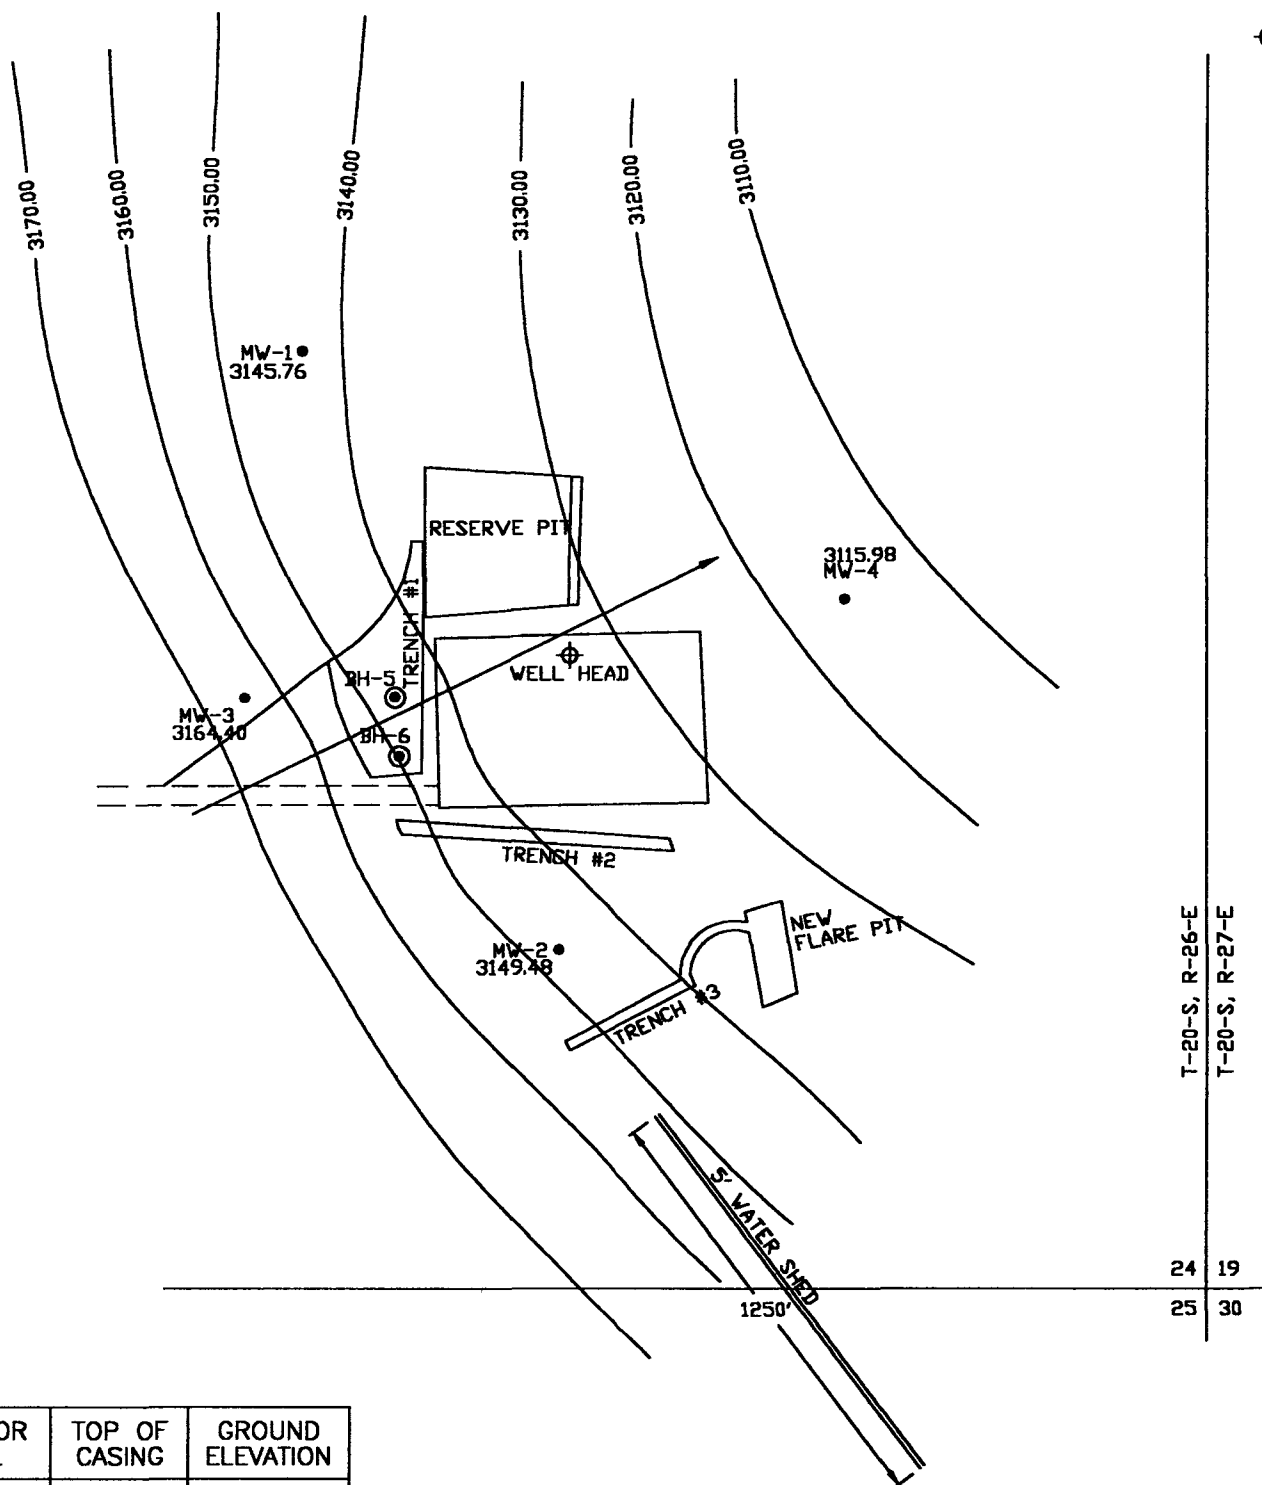 3170.00
3160.00
3150.00
3140.00
3130.00
3120.00
3110.00
MW-1
3145.76
RESERVE PIT
3115.98
MW-4
TRENCH #1
WELL HEAD
BH-5
MW-3
3164.40
BH-6
TRENCH #2
NEW
FLARE PIT
MW-2
3149.48
TRENCH #3
T-20-S, R-26-E
T-20-S, R-27-E
5' WATER SHED
1250'
24 19
25 30
OR
TOP OF
CASING
GROUND
ELEVATION